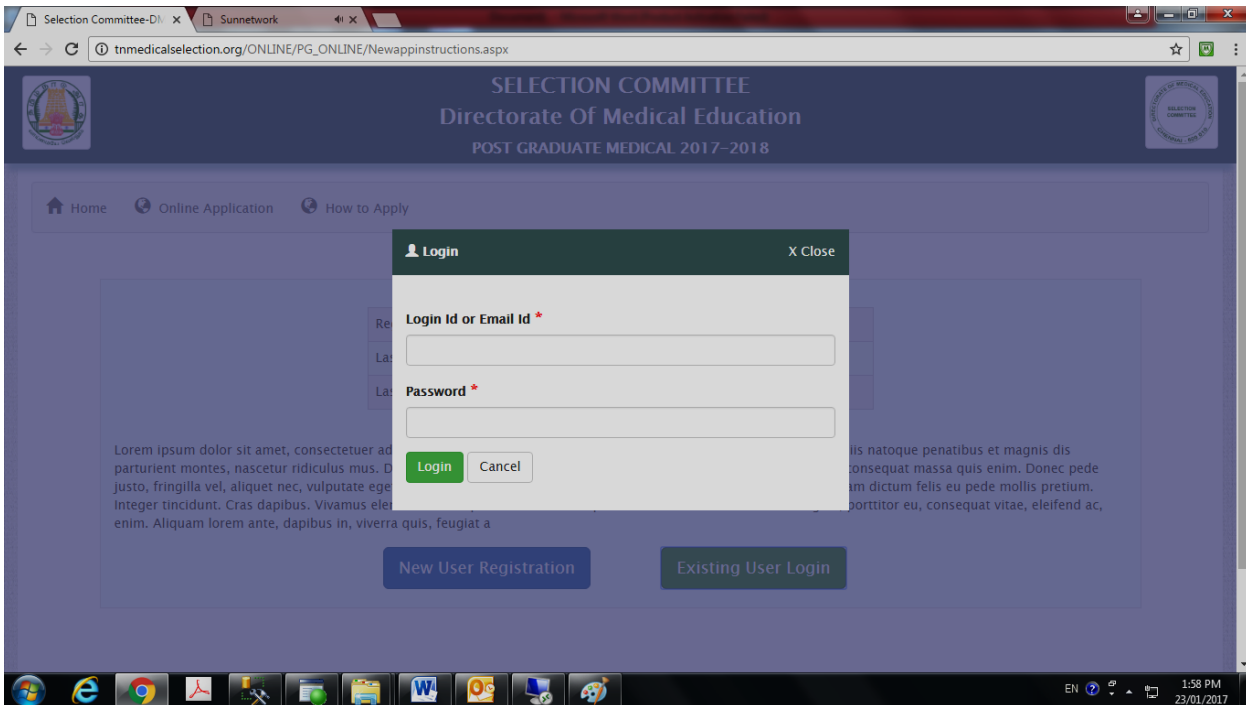 Selection Committee-DM
Sunnetwork
tnmedicalselection.org/ONLINE/PG_ONLINE/Newappinstructions.aspx
SELECTION COMMITTEE
Directorate Of Medical Education
POST GRADUATE MEDICAL 2017-2018
SELECTION
COMMITTEE
Home Online Application How to Apply
Login X Close
Login Id or Email Id *
Password *
Login Cancel
Lorem ipsum dolor sit amet, consectetuer ad iis natoque penatibus et magnis dis
parturient montes, nascetur ridiculus mus. D consequat massa quis enim. Donec pede
justo, fringilla vel, aliquet nec, vulputate ege am dictum felis eu pede mollis pretium.
Integer tincidunt. Cras dapibus. Vivamus ele porttitor eu, consequat vitae, eleifend ac,
enim. Aliquam lorem ante, dapibus in, viverra quis, feugiat a
New User Registration Existing User Login
EN 1:58 PM
23/01/2017